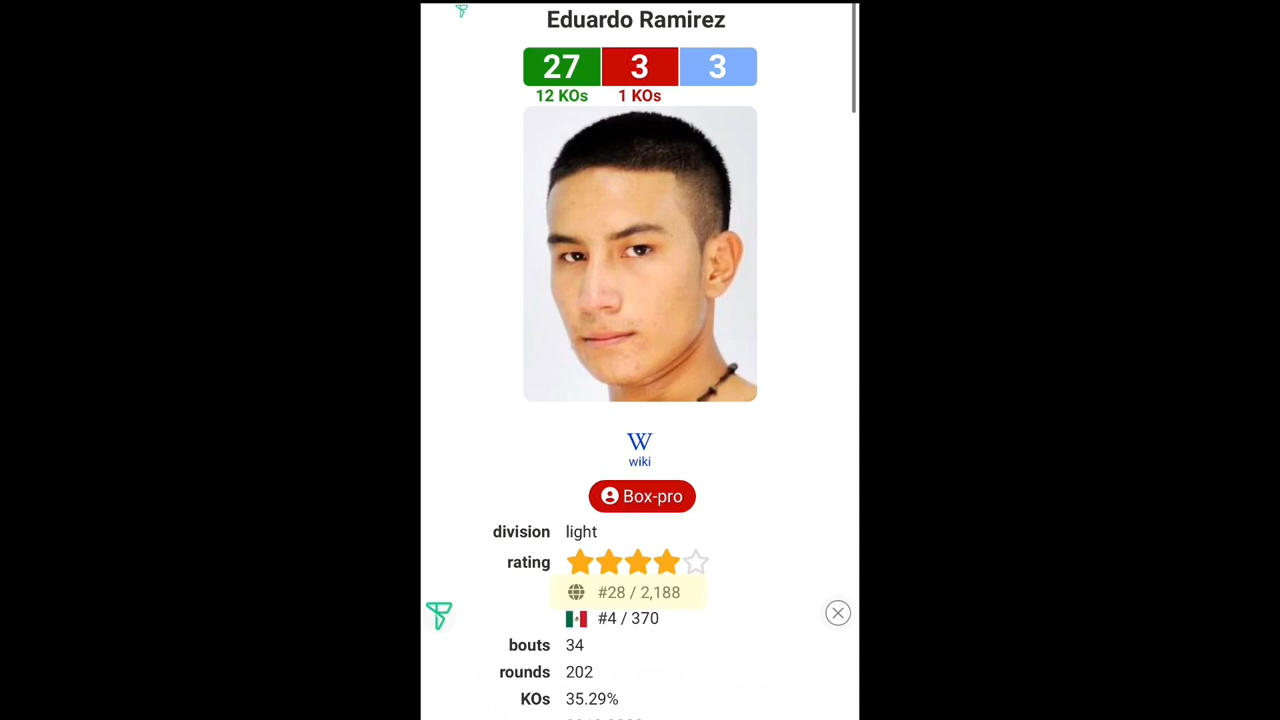 Eduardo Ramirez
27 3 3
12 KOs 1 KOs
W
wiki
Box-pro
division light
rating
#28 / 2,188
#4 / 370
bouts 34
rounds 202
KOs 35.29%